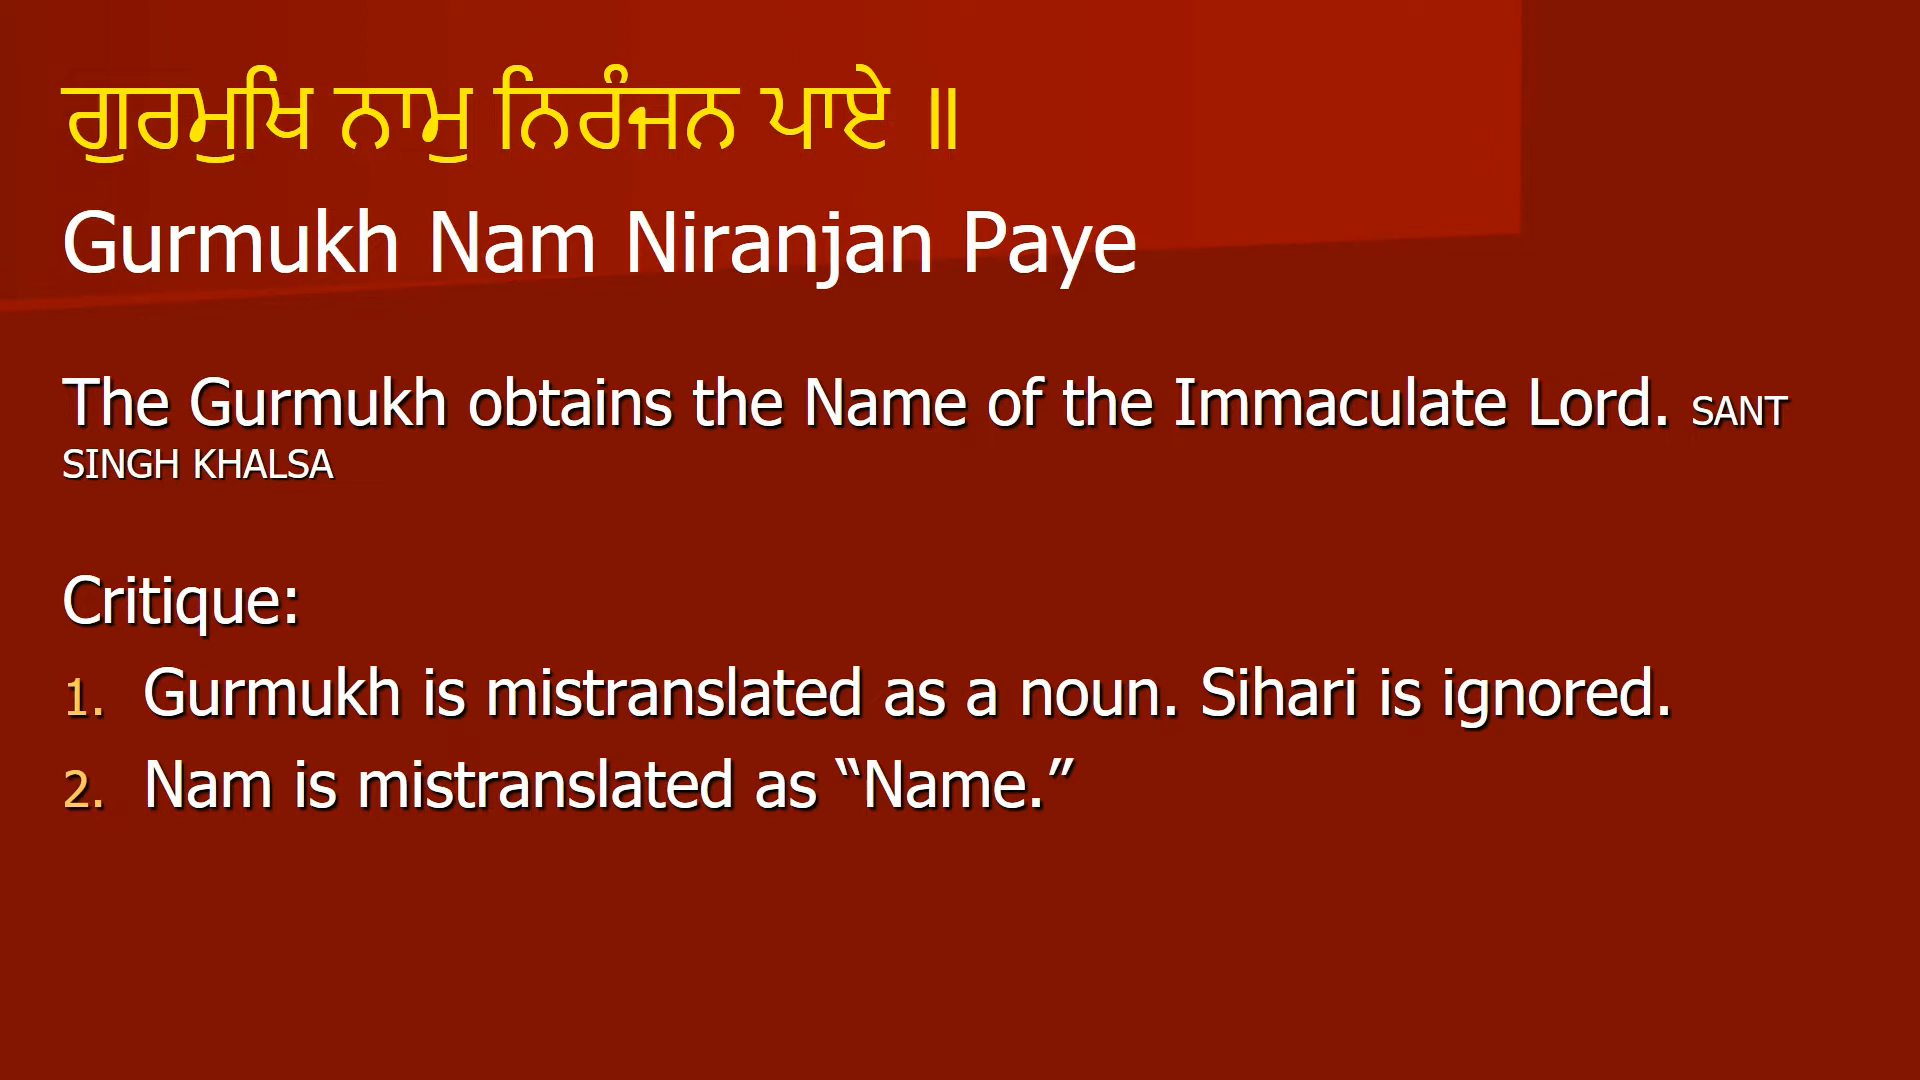 ਗੁਰਮੁਖਿ ਨਾਮੁ ਨਿਰੰਜਨ ਪਾਏ ॥
Gurmukh Nam Niranjan Paye
The Gurmukh obtains the Name of the Immaculate Lord. SANT
SINGH KHALSA
Critique:
1. Gurmukh is mistranslated as a noun. Sihari is ignored.
2. Nam is mistranslated as “Name.”